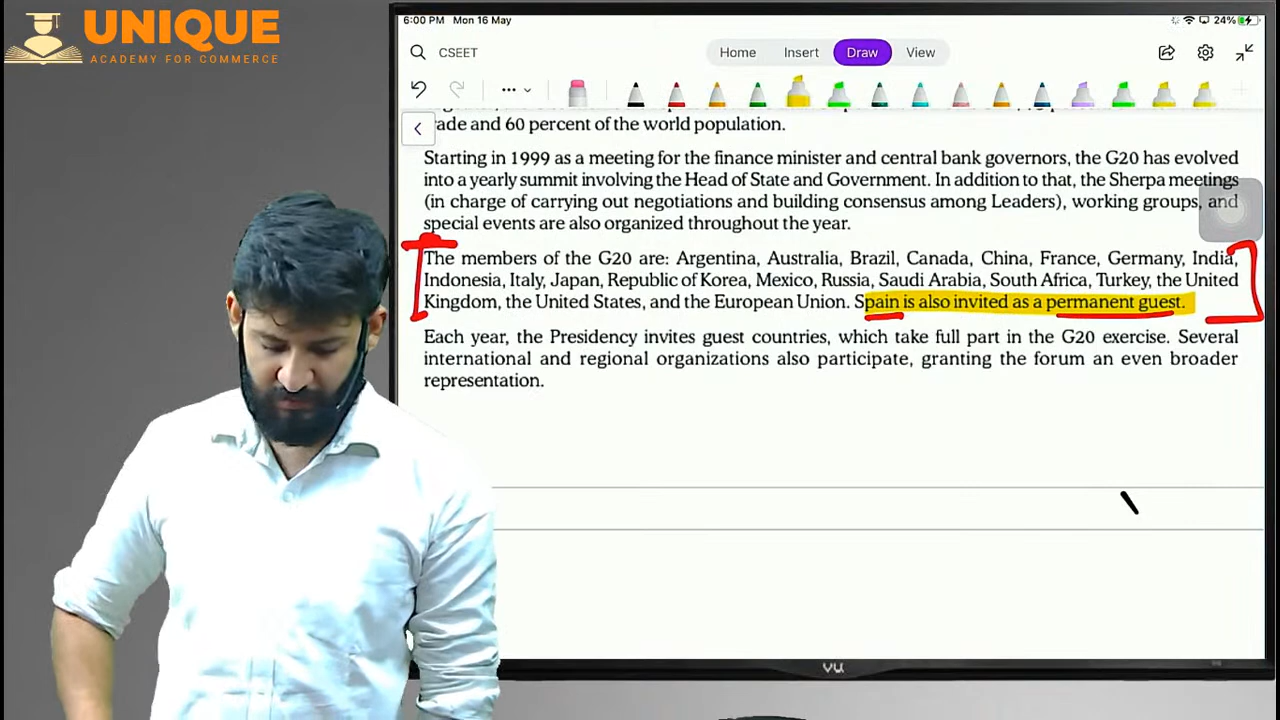 UNIQUE
ACADEMY FOR COMMERCE
6:00 PM Mon 16 May
24%
CSEET
Home Insert Draw View
rade and 60 percent of the world population.
Starting in 1999 as a meeting for the finance minister and central bank governors, the G20 has evolved
into a yearly summit involving the Head of State and Government. In addition to that, the Sherpa meetings
(in charge of carrying out negotiations and building consensus among Leaders), working groups, and
special events are also organized throughout the year.
The members of the G20 are: Argentina, Australia, Brazil, Canada, China, France, Germany, India,
Indonesia, Italy, Japan, Republic of Korea, Mexico, Russia, Saudi Arabia, South Africa, Turkey, the United
Kingdom, the United States, and the European Union. Spain is also invited as a permanent guest.
Each year, the Presidency invites guest countries, which take full part in the G20 exercise. Several
international and regional organizations also participate, granting the forum an even broader
representation.
vu